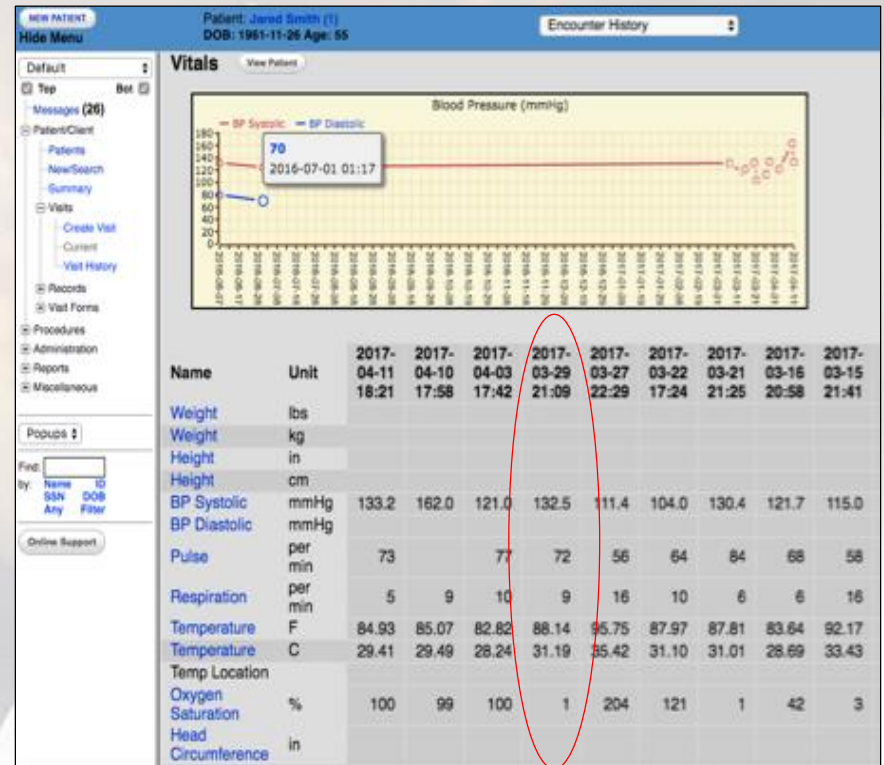 NEW PATIENT
Hide Menu
Patient: Jared Smith (1)
DOB: 1961-11-26 Age: 55
Encounter History
Default
Top Bot
Messages (26)
Patient/Client
Patients
New/Search
Summary
Visits
Create Visit
Current
Visit History
Records
Visit Forms
Procedures
Administration
Reports
Miscellaneous
Popups
Find:
by: Name ID
SSN DOB
Any Filter
Online Support
Vitals View Patient
Blood Pressure (mmHg)
BP Systolic BP Diastolic
180
160
140
120
100
80
60
40
20
0
70
2016-07-01 01:17
Name Unit 2017-04-11 18:21 2017-04-10 17:58 2017-04-03 17:42 2017-03-29 21:09 2017-03-27 22:29 2017-03-22 17:24 2017-03-21 21:25 2017-03-16 20:58 2017-03-15 21:41
Weight lbs
Weight kg
Height in
Height cm
BP Systolic mmHg 133.2 162.0 121.0 132.5 111.4 104.0 130.4 121.7 115.0
BP Diastolic mmHg
Pulse per min 73 77 72 56 64 84 68 58
Respiration per min 5 9 10 9 16 10 6 6 16
Temperature F 84.93 85.07 82.82 88.14 95.75 87.97 87.81 83.64 92.17
Temperature C 29.41 29.49 28.24 31.19 35.42 31.10 31.01 28.69 33.43
Temp Location
Oxygen Saturation % 100 99 100 1 204 121 1 42 3
Head Circumference in